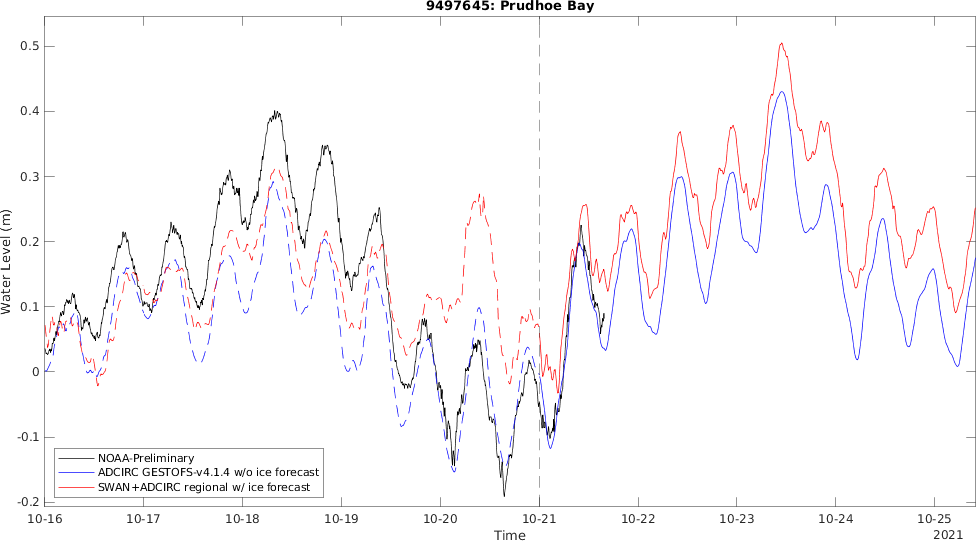 9497645: Prudhoe Bay
0.5
0.4
0.3
0.2
0.1
0
-0.1
-0.2
Water Level (m)
NOAA-Preliminary
ADCIRC GESTOFS-v4.1.4 w/o ice forecast
SWAN+ADCIRC regional w/ ice forecast
10-16 10-17 10-18 10-19 10-20 10-21 10-22 10-23 10-24 10-25
Time
2021